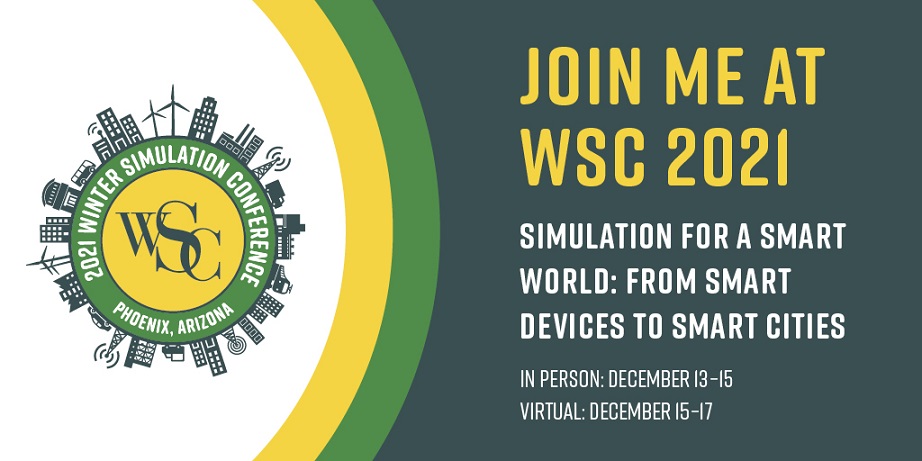 2021 WINTER SIMULATION CONFERENCE
WSC
PHOENIX, ARIZONA
JOIN ME AT
WSC 2021
SIMULATION FOR A SMART
WORLD: FROM SMART
DEVICES TO SMART CITIES
IN PERSON: DECEMBER 13-15
VIRTUAL: DECEMBER 15-17